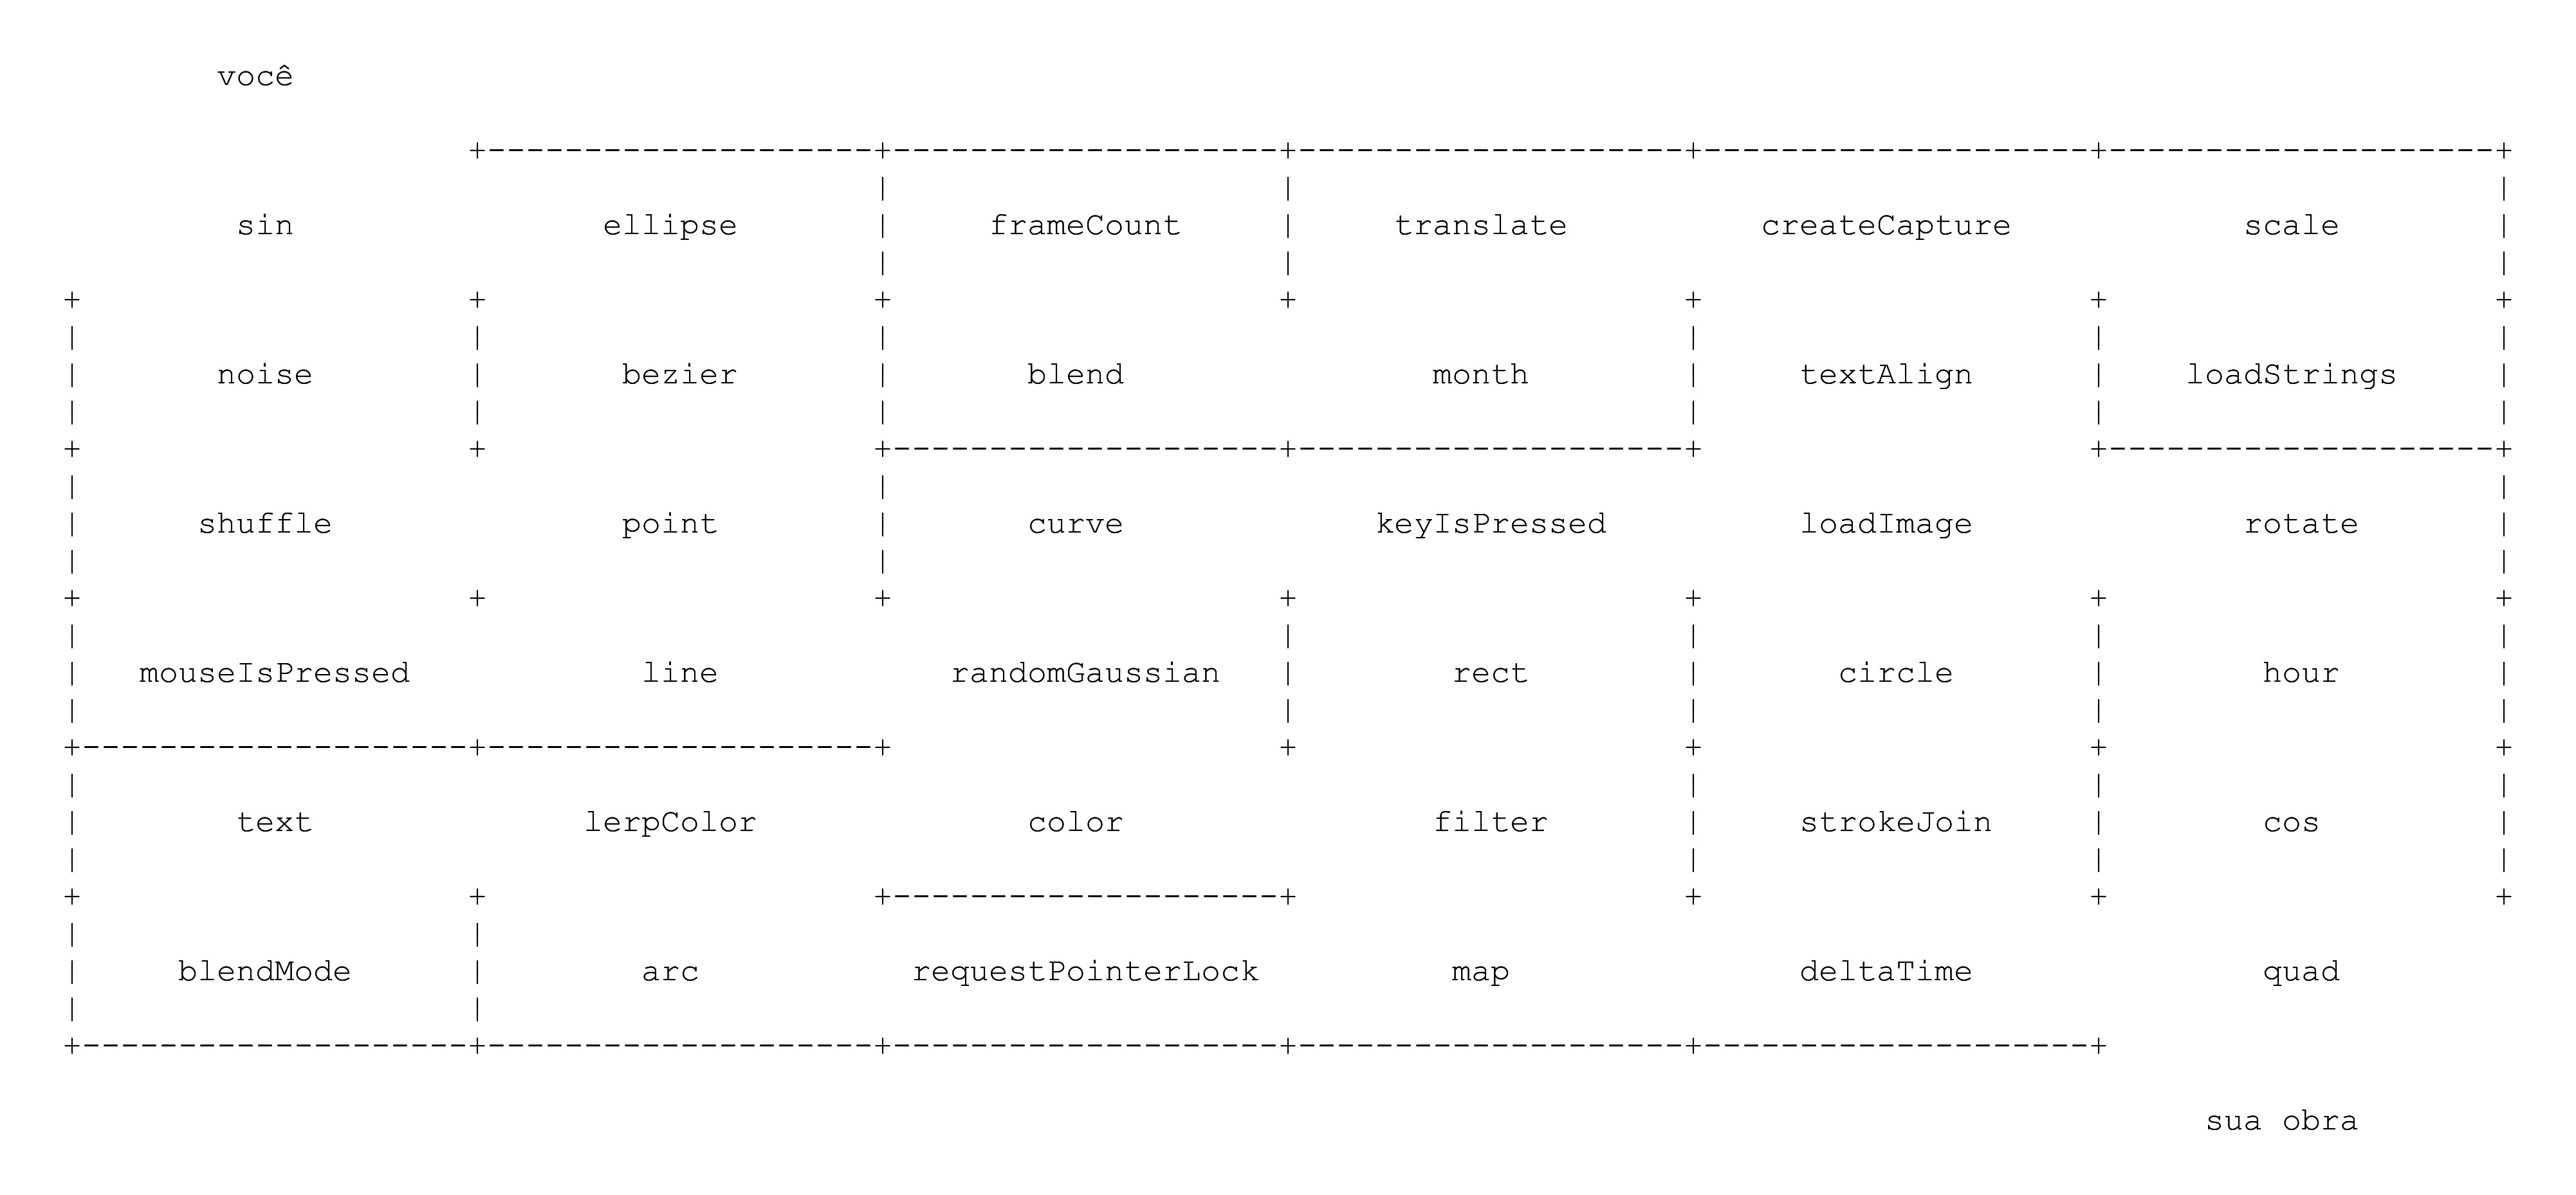 você
sin ellipse frameCount translate createCapture scale
noise bezier blend month textAlign loadStrings
shuffle point curve keyIsPressed loadImage rotate
mouseIsPressed line randomGaussian rect circle hour
text lerpColor color filter strokeJoin cos
blendMode arc requestPointerLock map deltaTime quad
sua obra